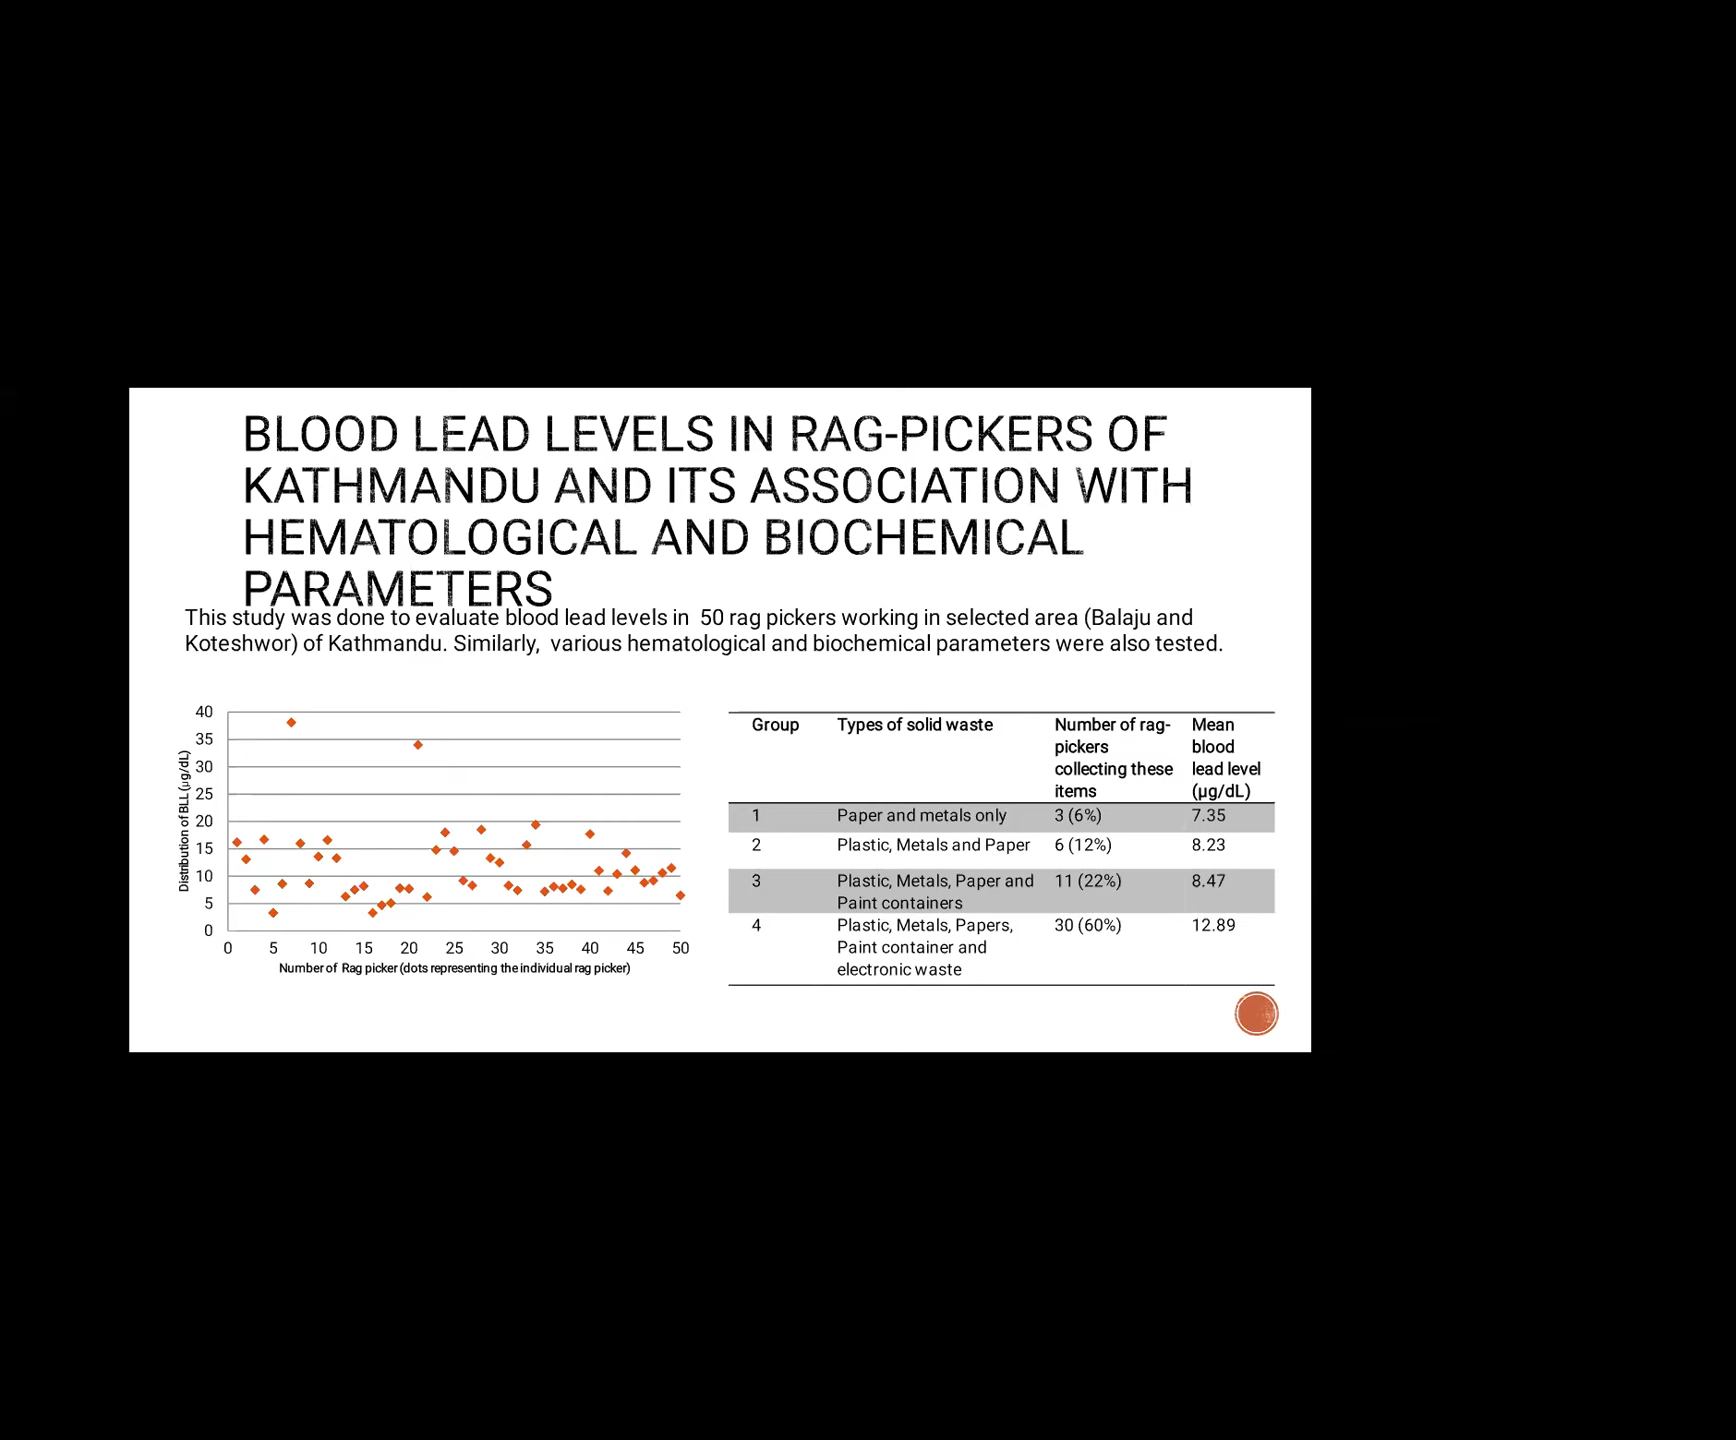 BLOOD LEAD LEVELS IN RAG-PICKERS OF
KATHMANDU AND ITS ASSOCIATION WITH
HEMATOLOGICAL AND BIOCHEMICAL
PARAMETERS
This study was done to evaluate blood lead levels in 50 rag pickers working in selected area (Balaju and
Koteshwor) of Kathmandu. Similarly, various hematological and biochemical parameters were also tested.
Distribution of BLL (µg/dL)
40
35
30
25
20
15
10
5
0
0 5 10 15 20 25 30 35 40 45 50
Number of Rag picker (dots representing the individual rag picker)
Group Types of solid waste Number of rag- Mean
pickers blood
collecting these lead level
items (µg/dL)
1 Paper and metals only 3 (6%) 7.35
2 Plastic, Metals and Paper 6 (12%) 8.23
3 Plastic, Metals, Paper and 11 (22%) 8.47
Paint containers
4 Plastic, Metals, Papers, 30 (60%) 12.89
Paint container and
electronic waste